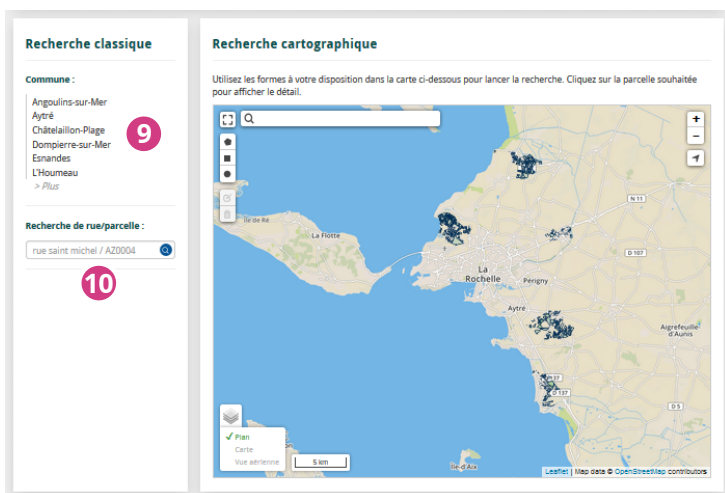 Recherche classique
Commune :
Angoulins-sur-Mer
Aytré
Châtelaillon-Plage
Dompierre-sur-Mer
Esnandes
L'Houmeau
> Plus
9
Recherche de rue/parcelle :
rue saint michel / AZ0004
10
Recherche cartographique
Utilisez les formes à votre disposition dans la carte ci-dessous pour lancer la recherche. Cliquez sur la parcelle souhaitée
pour afficher le détail.
+
−
Ile de Ré
La Flotte
N 11
D 107
La
Rochelle
Périgny
Aytré
Aigrefeuille-
d'Aunis
D 137
D 5
Île-d'Aix
Plan
Carte
Vue aérienne
5 km
Leaflet | Map data © OpenStreetMap contributors